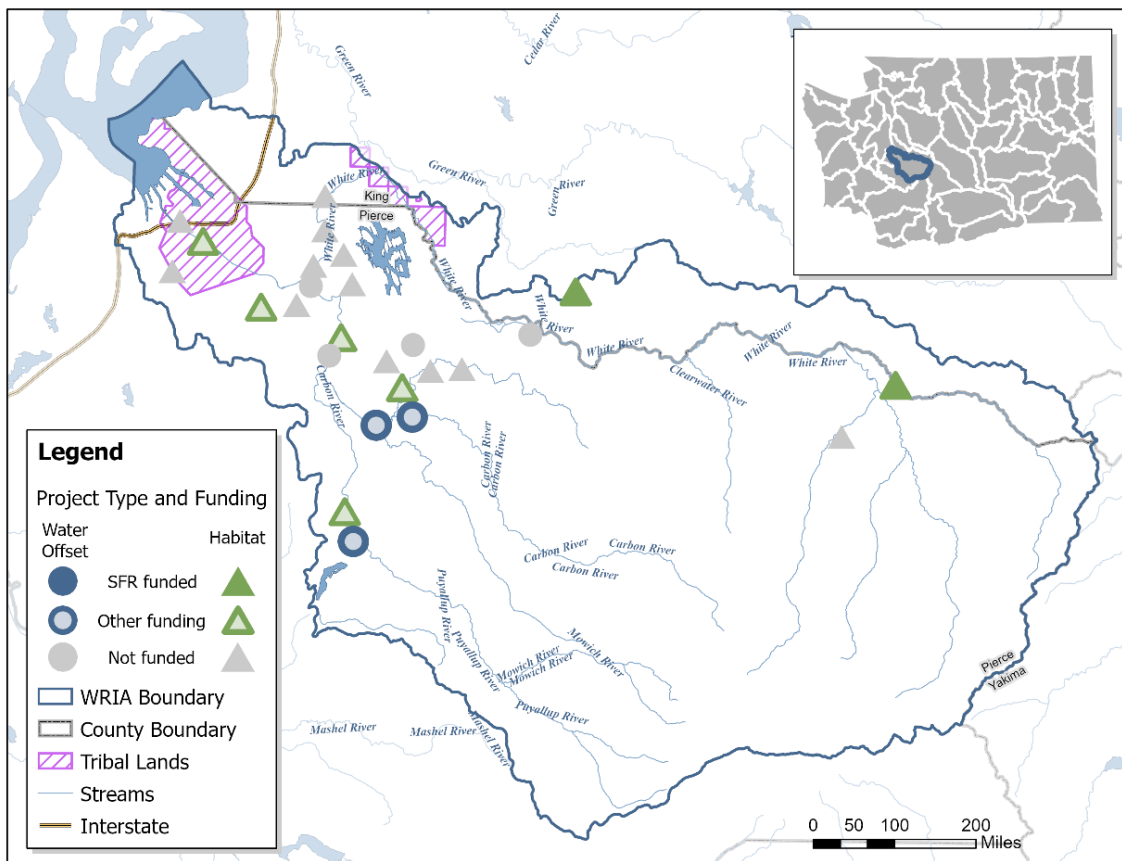 Cedar River
Green River
Green River
Green River
White River
King
Pierce
White River
White River
White River
White River
White River
White River
Clearwater River
Carbon River
Carbon River
Carbon River
Carbon River
Carbon River
Carbon River
Puyallup River
Puyallup River
Mowich River
Mowich River
Mowich River
Puyallup River
Mashel River
Mashel River
Mashel River
Pierce
Yakima
Legend
Project Type and Funding
Water
Offset
Habitat
SFR funded
Other funding
Not funded
WRIA Boundary
County Boundary
Tribal Lands
Streams
Interstate
0 50 100 200
Miles